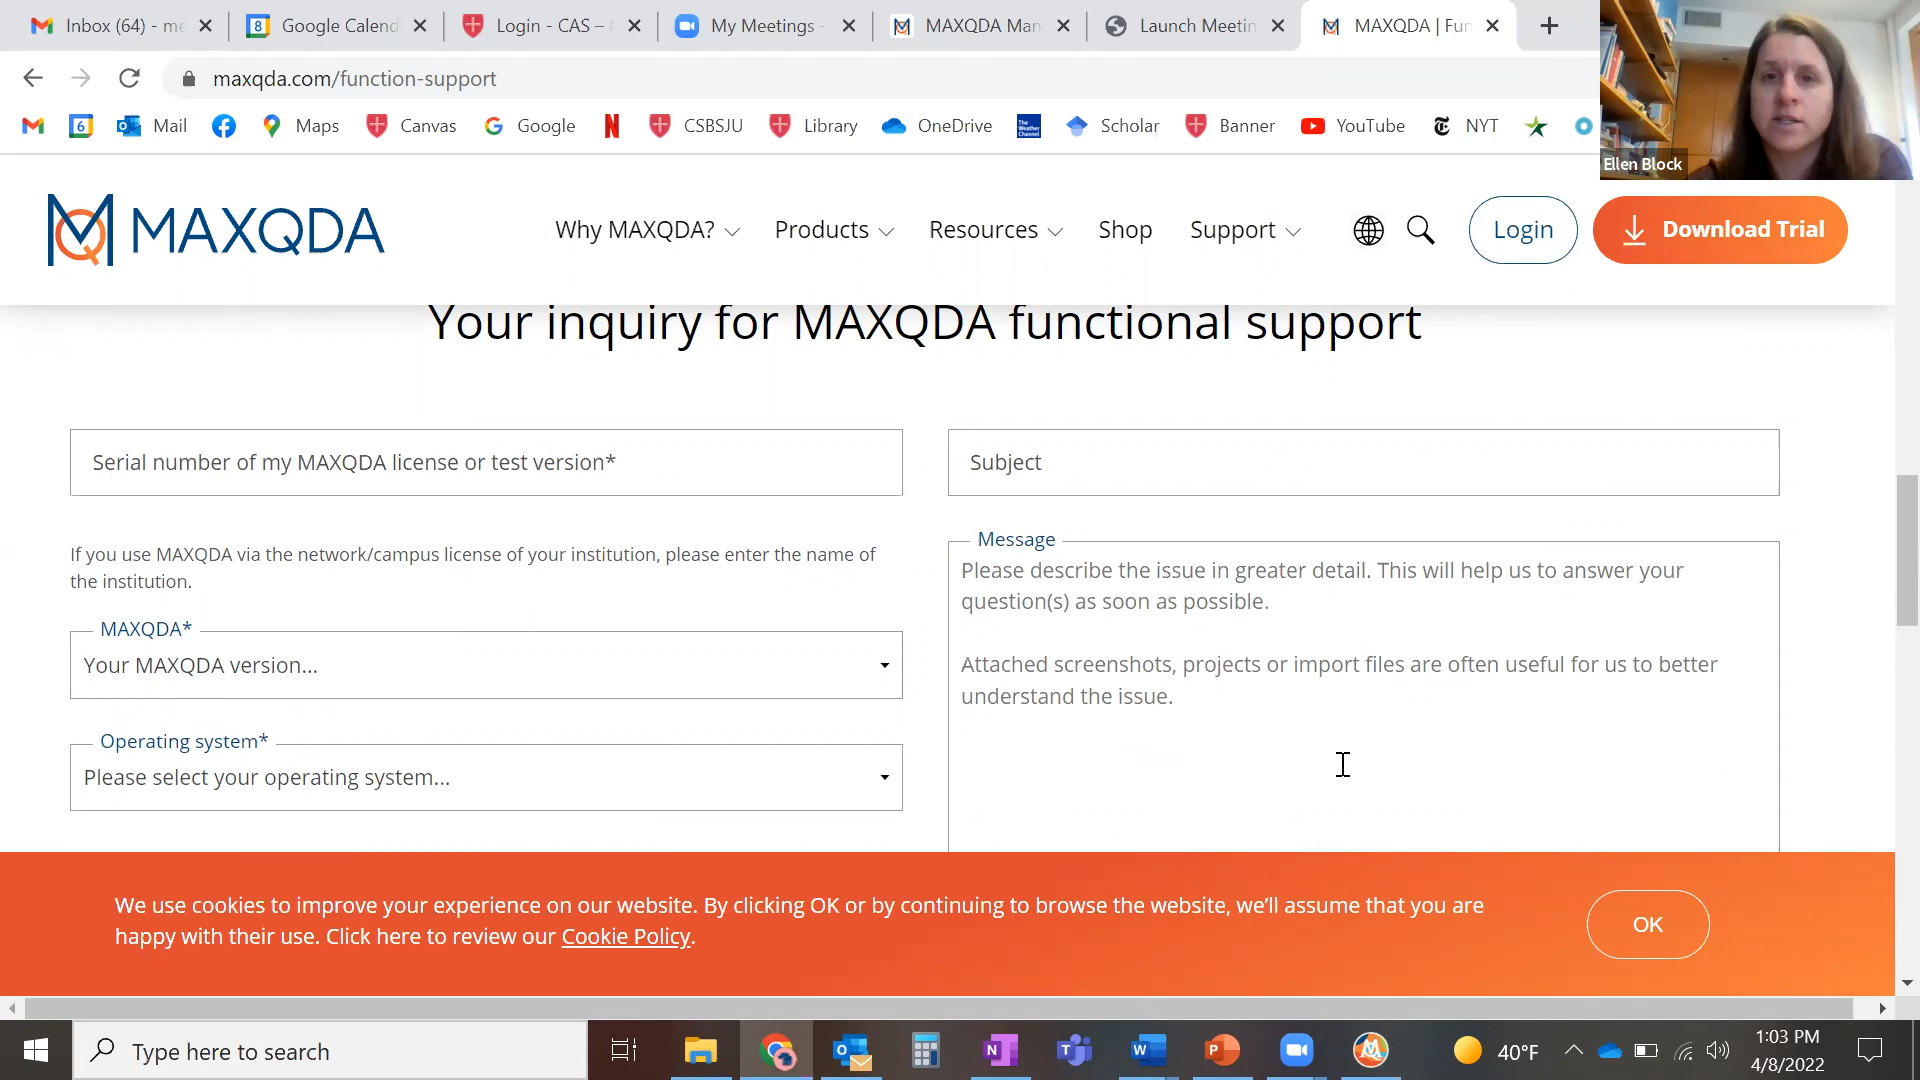 Inbox (64) - me
Google Calend
Login - CAS –
My Meetings -
MAXQDA Man
Launch Meetin
MAXQDA | Fun
maxqda.com/function-support
Mail
Maps
Canvas
Google
CSBSJU
Library
OneDrive
The Weather Channel
Scholar
Banner
YouTube
NYT
Ellen Block
MAXQDA
Why MAXQDA?
Products
Resources
Shop
Support
Login
Download Trial
Your inquiry for MAXQDA functional support
Serial number of my MAXQDA license or test version*
Subject
If you use MAXQDA via the network/campus license of your institution, please enter the name of
the institution.
MAXQDA*
Your MAXQDA version...
Operating system*
Please select your operating system...
Message
Please describe the issue in greater detail. This will help us to answer your
question(s) as soon as possible.
Attached screenshots, projects or import files are often useful for us to better
understand the issue.
We use cookies to improve your experience on our website. By clicking OK or by continuing to browse the website, we'll assume that you are
happy with their use. Click here to review our Cookie Policy.
OK
Type here to search
40°F
1:03 PM
4/8/2022